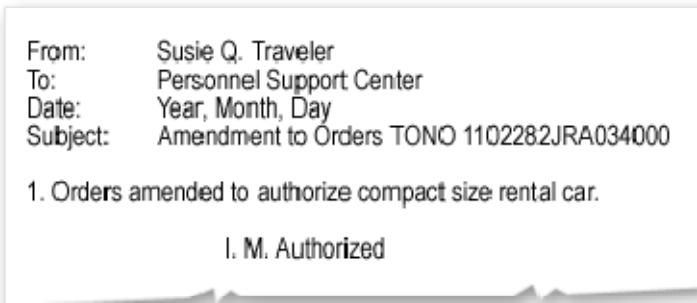 From: Susie Q. Traveler
To: Personnel Support Center
Date: Year, Month, Day
Subject: Amendment to Orders TONO 1102282JRA034000
1. Orders amended to authorize compact size rental car.
I. M. Authorized